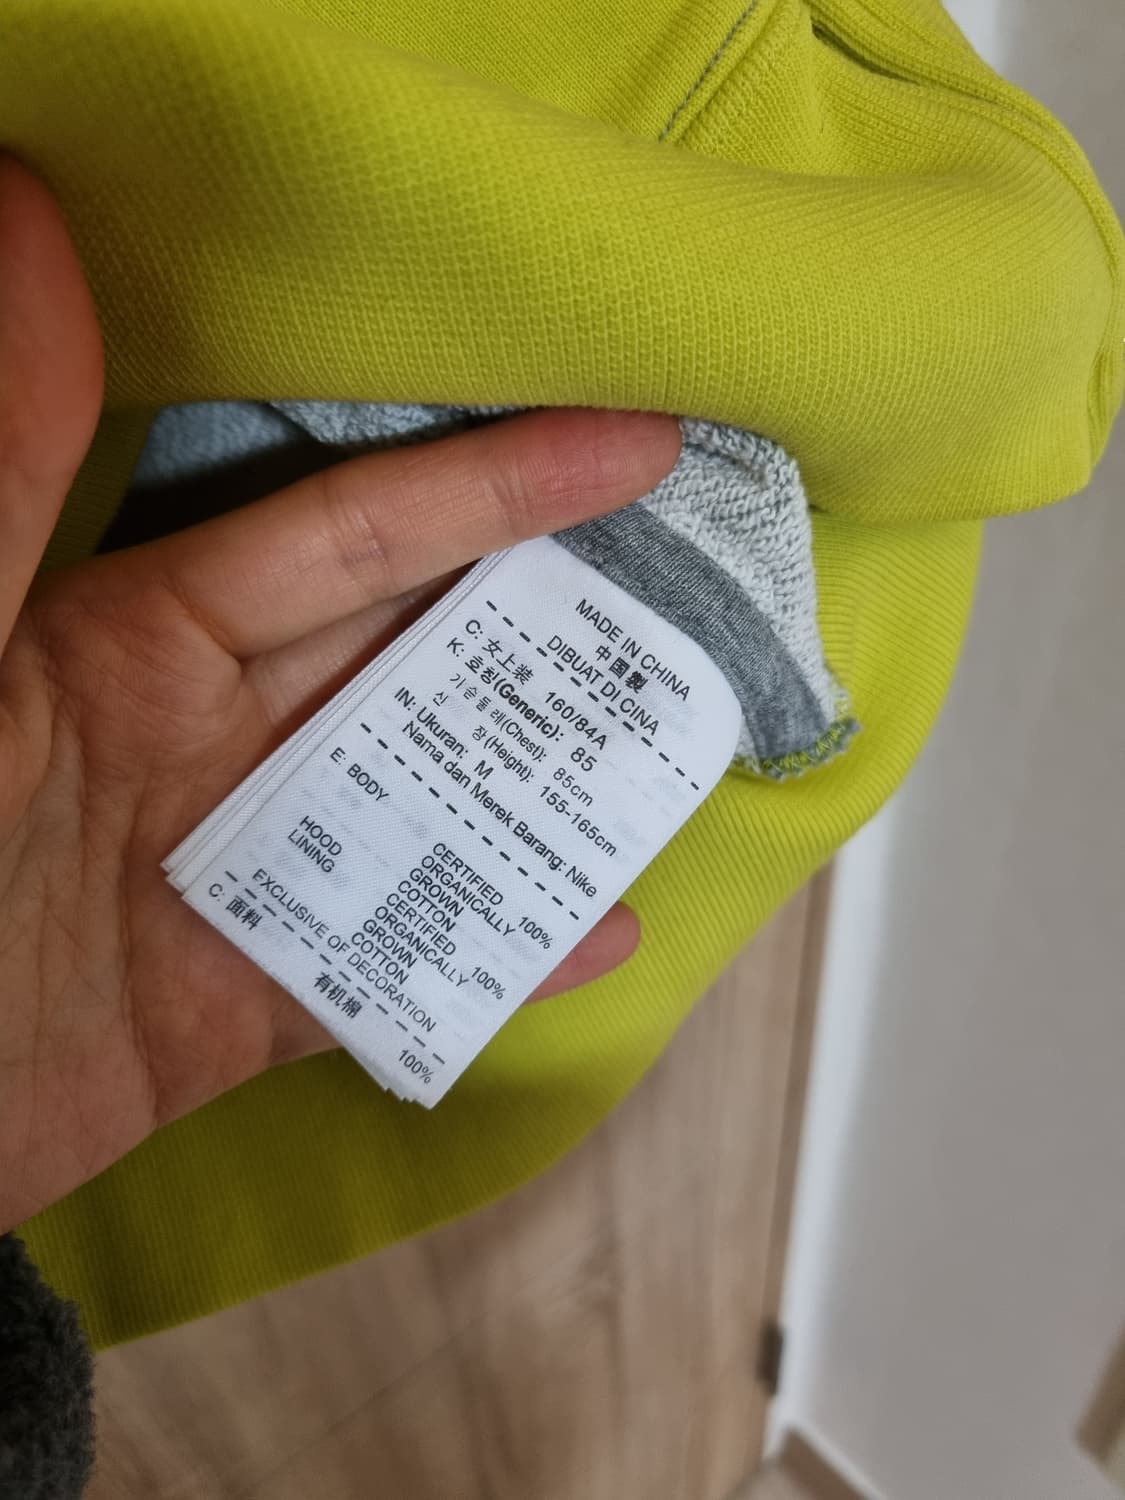 MADE IN CHINA
中国製
DIBUAT DI CINA
C: 女上装 160/84A
K: 호칭(Generic): 85
가슴둘레(Chest): 85cm
신 장(Height): 155-165cm
IN: Ukuran: M
Nama dan Merek Barang: Nike
E: BODY
CERTIFIED
ORGANICALLY
GROWN
COTTON 100%
HOOD
LINING
CERTIFIED
ORGANICALLY
GROWN
COTTON 100%
EXCLUSIVE OF DECORATION
C: 面料
有机棉 100%